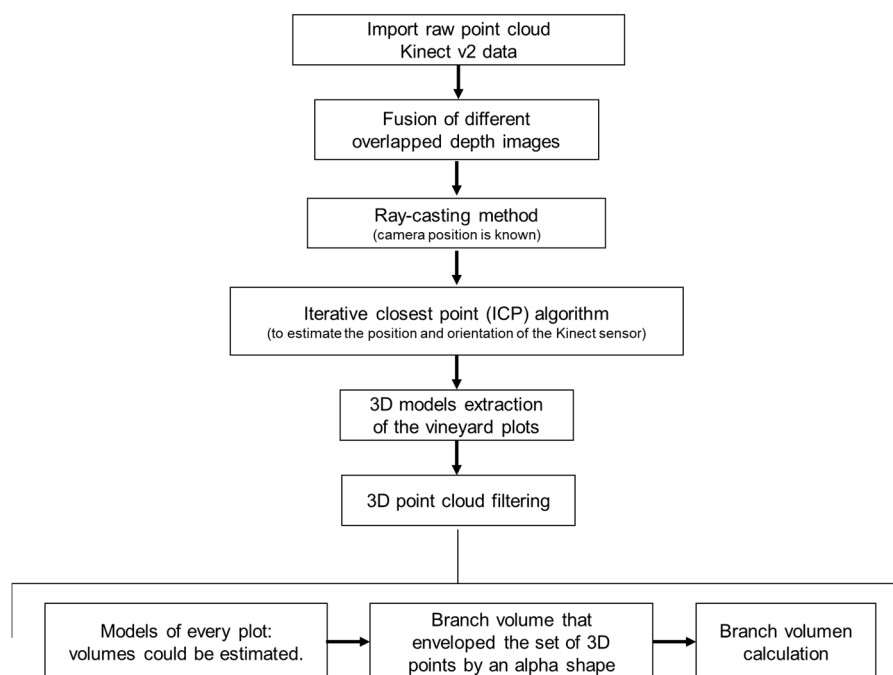 Import raw point cloud
Kinect v2 data
Fusion of different
overlapped depth images
Ray-casting method
(camera position is known)
Iterative closest point (ICP) algorithm
(to estimate the position and orientation of the Kinect sensor)
3D models extraction
of the vineyard plots
3D point cloud filtering
Models of every plot:
volumes could be estimated.
Branch volume that
enveloped the set of 3D
points by an alpha shape
Branch volumen
calculation